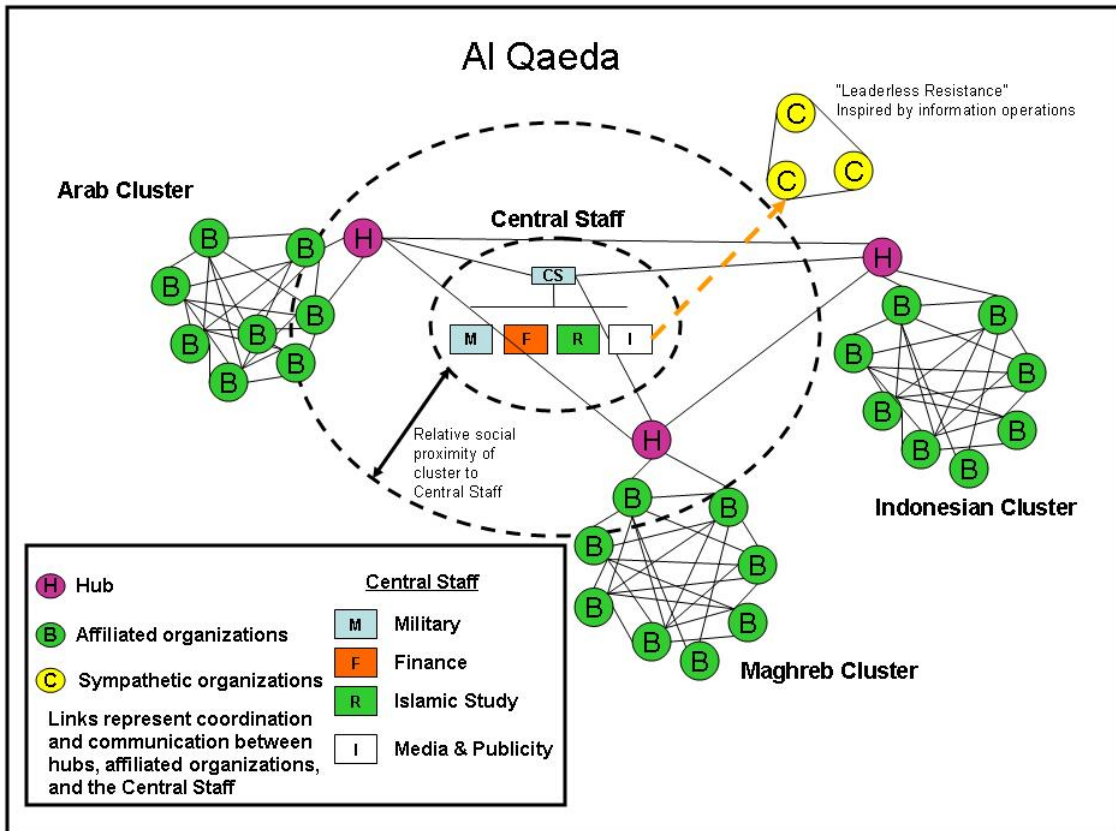 Al Qaeda
"Leaderless Resistance"
Inspired by information operations
C
C
C
Arab Cluster
Central Staff
B
B
H
B
B
B
B
B
B
CS
H
M
F
R
I
B
B
B
B
B
B
B
B
Relative social
proximity of
cluster to
Central Staff
H
B
B
B
B
B
B
B
B
Indonesian Cluster
Maghreb Cluster
H Hub
B Affiliated organizations
C Sympathetic organizations
Links represent coordination
and communication between
hubs, affiliated organizations,
and the Central Staff
Central Staff
M Military
F Finance
R Islamic Study
I Media & Publicity